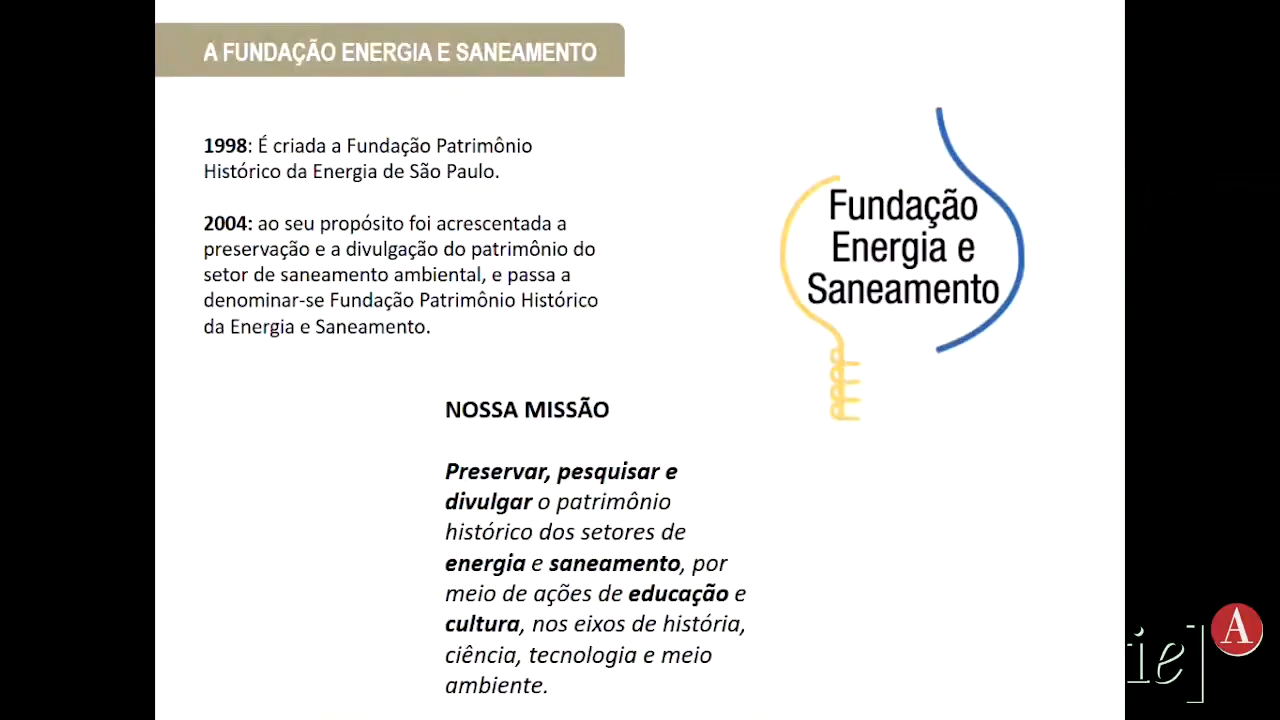 A FUNDAÇÃO ENERGIA E SANEAMENTO
1998: É criada a Fundação Patrimônio
Histórico da Energia de São Paulo.
2004: ao seu propósito foi acrescentada a
preservação e a divulgação do patrimônio do
setor de saneamento ambiental, e passa a
denominar-se Fundação Patrimônio Histórico
da Energia e Saneamento.
Fundação
Energia e
Saneamento
NOSSA MISSÃO
Preservar, pesquisar e
divulgar o patrimônio
histórico dos setores de
energia e saneamento, por
meio de ações de educação e
cultura, nos eixos de história,
ciência, tecnologia e meio
ambiente.
ie]
A